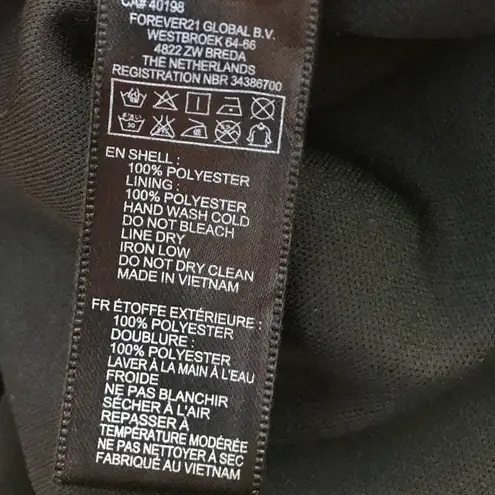 CA# 40198
FOREVER21 GLOBAL B.V.
WESTBROEK 64-66
4822 ZW BREDA
THE NETHERLANDS
REGISTRATION NBR 34386700
30
EN SHELL :
100% POLYESTER
LINING :
100% POLYESTER
HAND WASH COLD
DO NOT BLEACH
LINE DRY
IRON LOW
DO NOT DRY CLEAN
MADE IN VIETNAM
FR ÉTOFFE EXTÉRIEURE :
100% POLYESTER
DOUBLURE :
100% POLYESTER
LAVER À LA MAIN À L'EAU
FROIDE
NE PAS BLANCHIR
SÉCHER À L'AIR
REPASSER À
TEMPÉRATURE MODÉRÉE
NE PAS NETTOYER À SEC
FABRIQUÉ AU VIETNAM